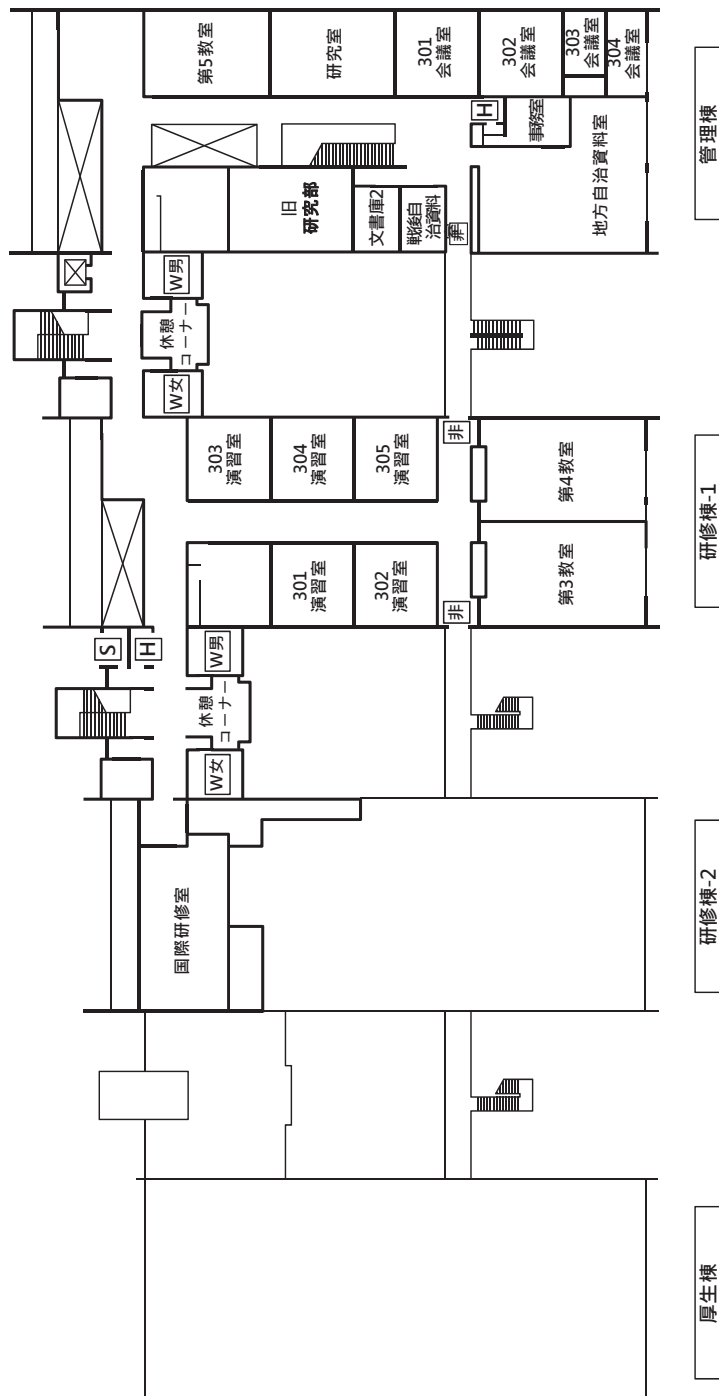 第5教室
研究室
301
会議室
302
会議室
303
会議室
304
会議室
H
事務室
地方自治資料室
旧
研究部
文書庫2
戦後自
治資料
室
非
W男
休憩
コーナー
W女
管理棟
303
演習室
304
演習室
305
演習室
非
第4教室
301
演習室
302
演習室
非
第3教室
S
H
W男
休憩
コーナー
W女
研修棟-1
国際研修室
研修棟-2
厚生棟